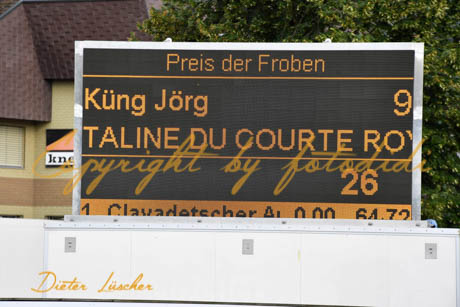 Preis der Froben
Küng Jörg 9
TALINE DU COURTE ROY
26
1. Clavadetscher A. 0.00 64.72
kne
Copyright by fotodidi
Dieter Lüscher